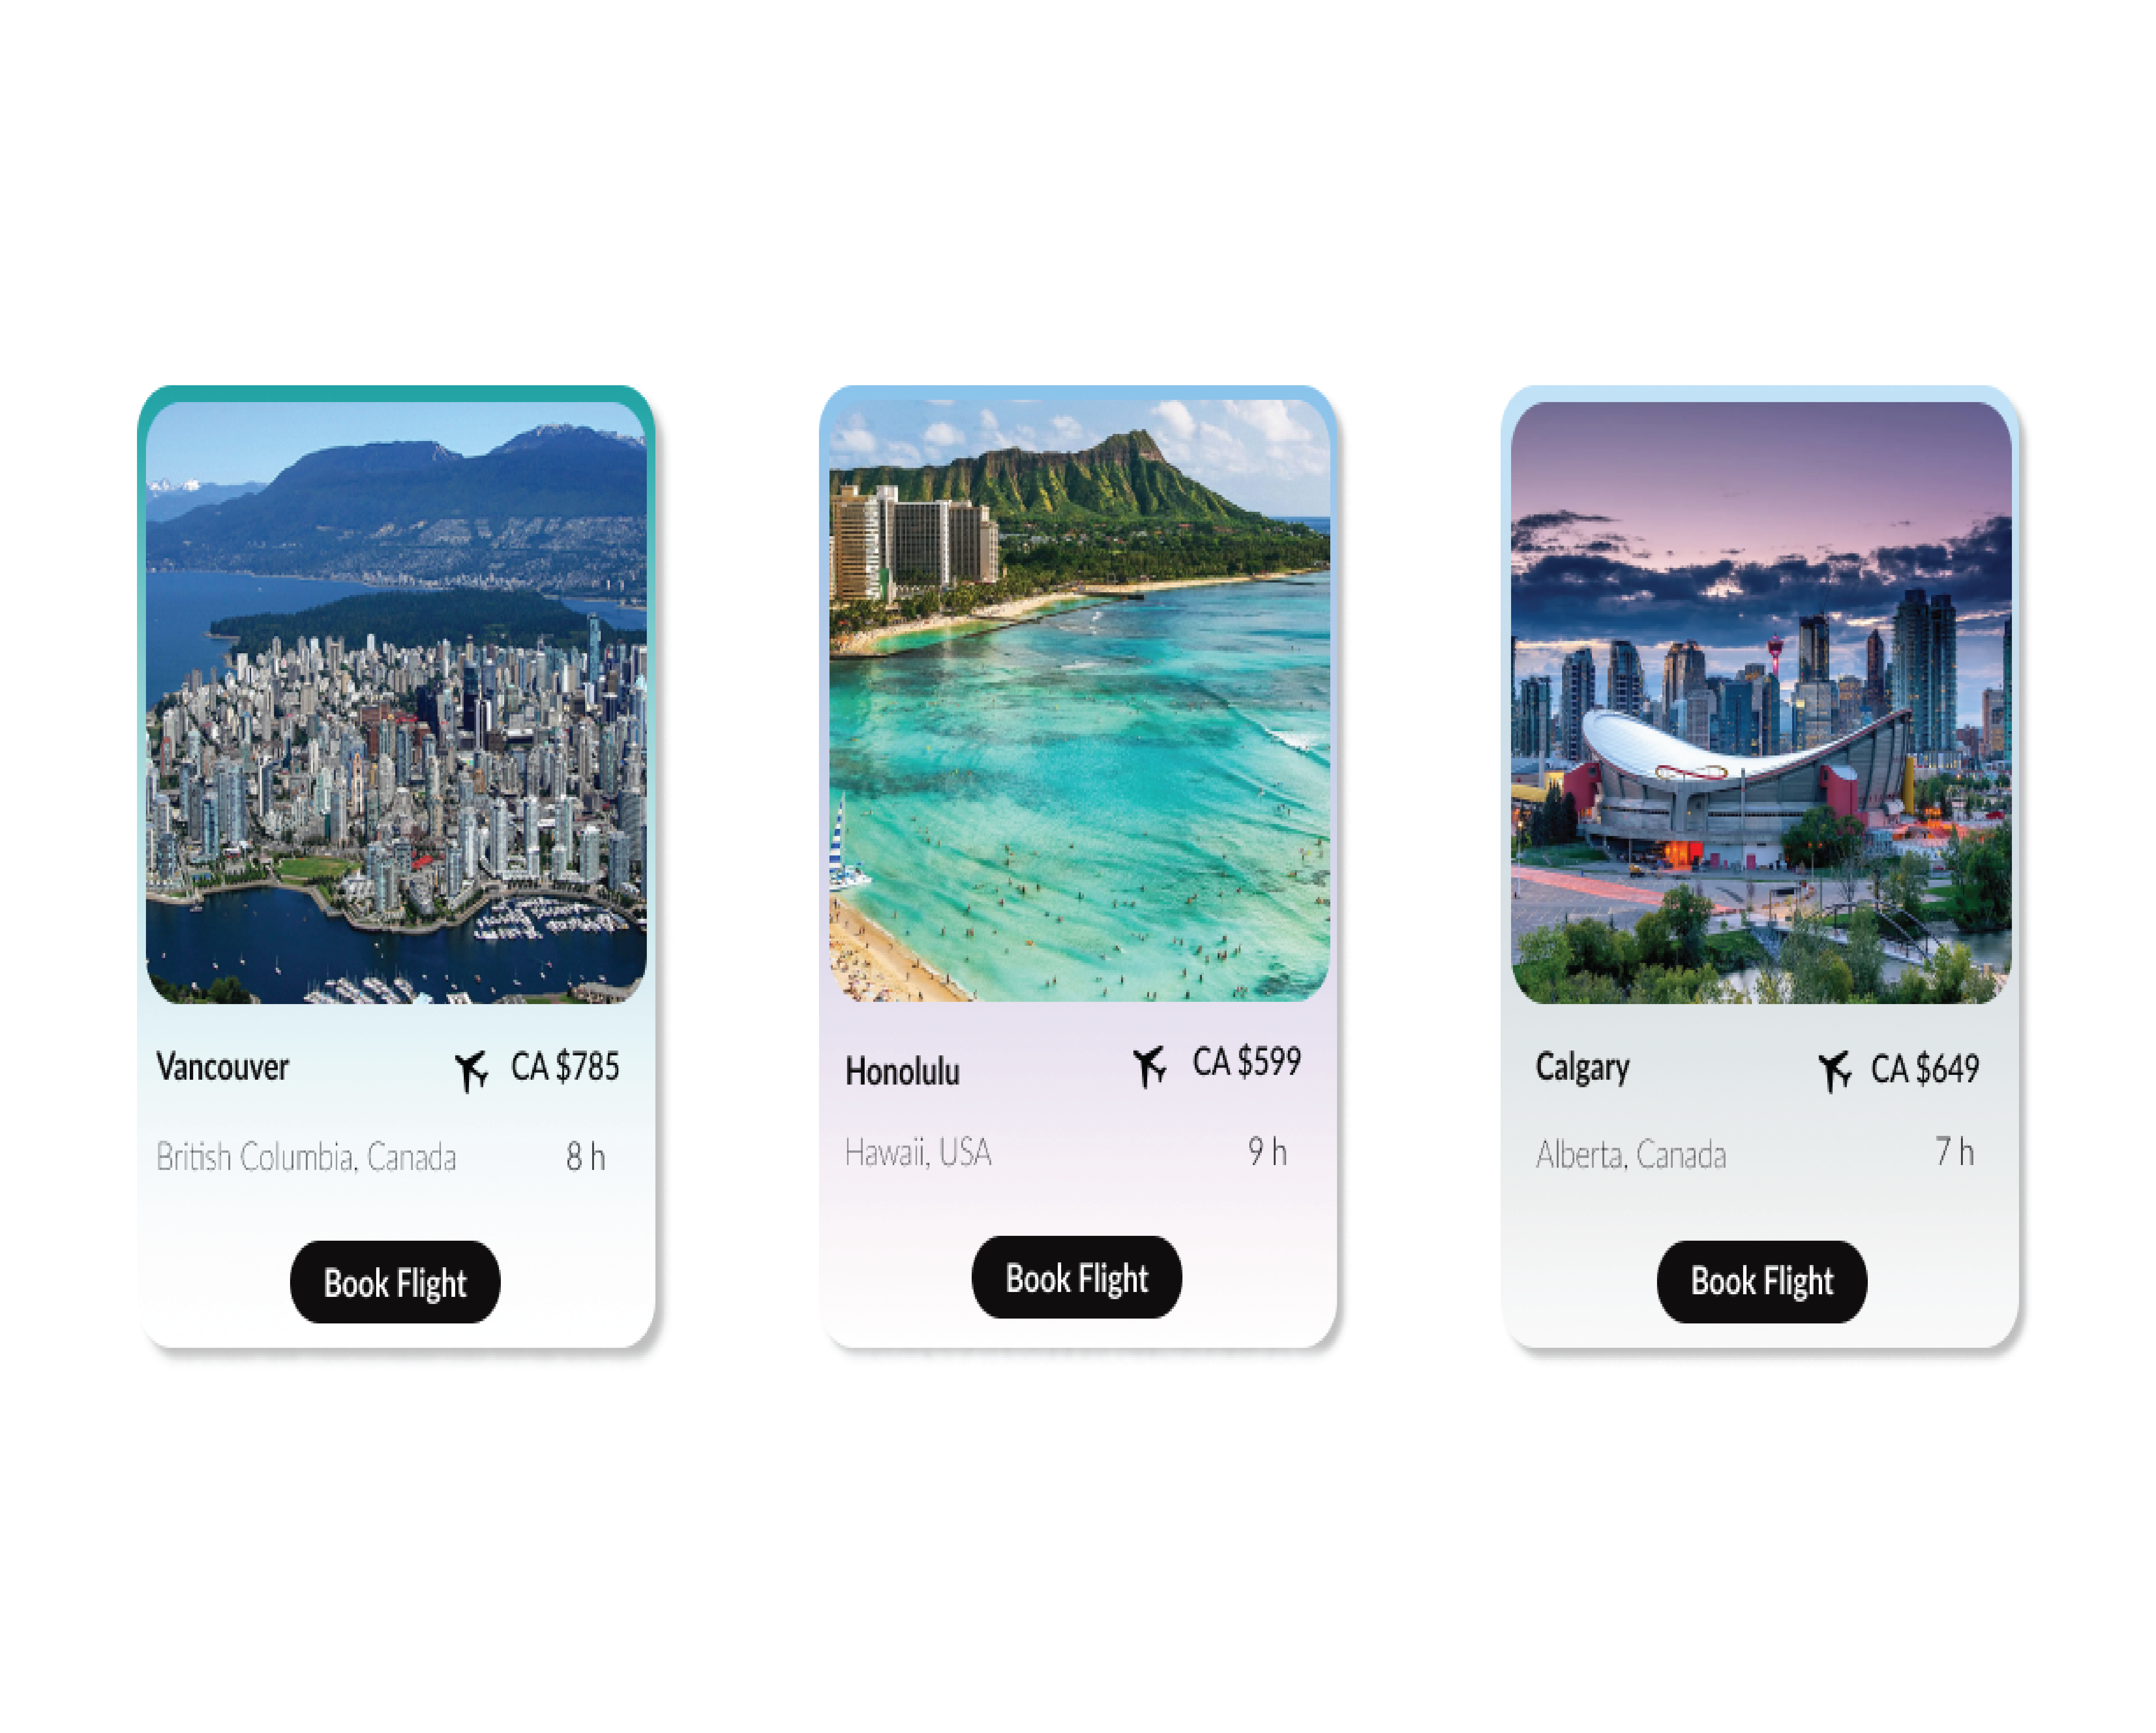 Vancouver CA $785
British Columbia, Canada 8 h
Book Flight
Honolulu CA $599
Hawaii, USA 9 h
Book Flight
Calgary CA $649
Alberta, Canada 7 h
Book Flight